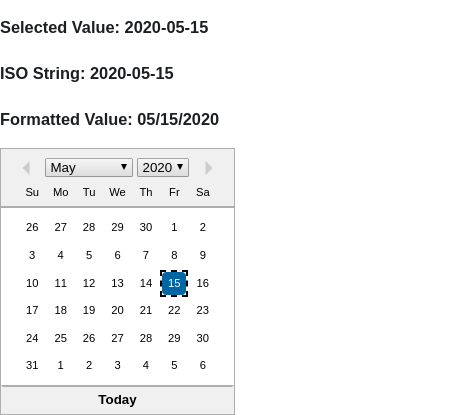 Selected Value: 2020-05-15
ISO String: 2020-05-15
Formatted Value: 05/15/2020
May 2020
Su Mo Tu We Th Fr Sa
26 27 28 29 30 1 2
3 4 5 6 7 8 9
10 11 12 13 14 15 16
17 18 19 20 21 22 23
24 25 26 27 28 29 30
31 1 2 3 4 5 6
Today